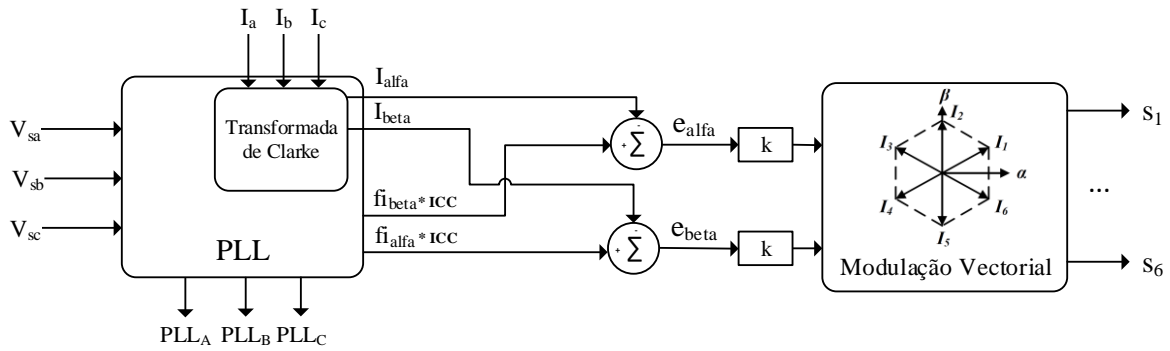 Ia Ib Ic
Vsa
Vsb
Vsc
Transformada
de Clarke
PLL
Ialfa
Ibeta
fibeta* ICC
fialfa* ICC
PLLA PLLB PLLC
-
+ Σ
ealfa
k
-
+ Σ
ebeta
k
β
I2
I3 I1
α
I4 I6
I5
Modulação Vectorial
S1
...
S6